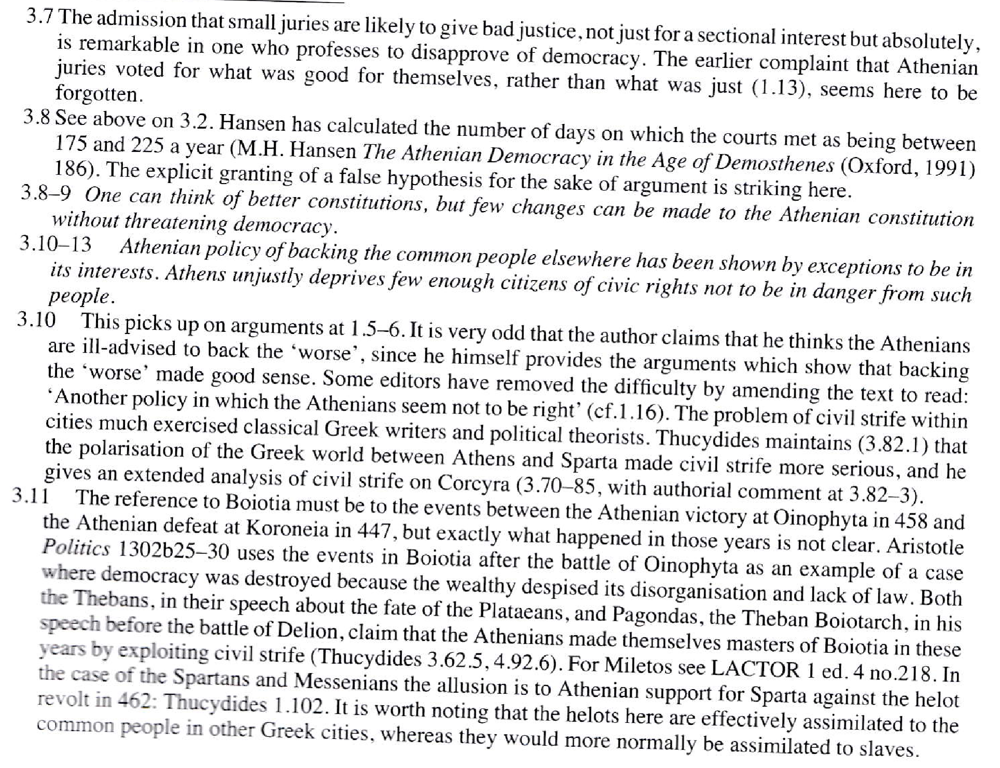 3.7 The admission that small juries are likely to give bad justice, not just for a sectional interest but absolutely,
is remarkable in one who professes to disapprove of democracy. The earlier complaint that Athenian
juries voted for what was good for themselves, rather than what was just (1.13), seems here to be
forgotten.
3.8 See above on 3.2. Hansen has calculated the number of days on which the courts met as being between
175 and 225 a year (M.H. Hansen The Athenian Democracy in the Age of Demosthenes (Oxford, 1991)
186). The explicit granting of a false hypothesis for the sake of argument is striking here.
3.8–9 One can think of better constitutions, but few changes can be made to the Athenian constitution
without threatening democracy.
3.10–13 Athenian policy of backing the common people elsewhere has been shown by exceptions to be in
its interests. Athens unjustly deprives few enough citizens of civic rights not to be in danger from such
people.
3.10 This picks up on arguments at 1.5–6. It is very odd that the author claims that he thinks the Athenians
are ill-advised to back the ‘worse’, since he himself provides the arguments which show that backing
the ‘worse’ made good sense. Some editors have removed the difficulty by amending the text to read:
‘Another policy in which the Athenians seem not to be right’ (cf.1.16). The problem of civil strife within
cities much exercised classical Greek writers and political theorists. Thucydides maintains (3.82.1) that
the polarisation of the Greek world between Athens and Sparta made civil strife more serious, and he
gives an extended analysis of civil strife on Corcyra (3.70–85, with authorial comment at 3.82–3).
3.11 The reference to Boiotia must be to the events between the Athenian victory at Oinophyta in 458 and
the Athenian defeat at Koroneia in 447, but exactly what happened in those years is not clear. Aristotle
Politics 1302b25–30 uses the events in Boiotia after the battle of Oinophyta as an example of a case
where democracy was destroyed because the wealthy despised its disorganisation and lack of law. Both
the Thebans, in their speech about the fate of the Plataeans, and Pagondas, the Theban Boiotarch, in his
speech before the battle of Delion, claim that the Athenians made themselves masters of Boiotia in these
years by exploiting civil strife (Thucydides 3.62.5, 4.92.6). For Miletos see LACTOR 1 ed. 4 no.218. In
the case of the Spartans and Messenians the allusion is to Athenian support for Sparta against the helot
revolt in 462: Thucydides 1.102. It is worth noting that the helots here are effectively assimilated to the
common people in other Greek cities, whereas they would more normally be assimilated to slaves.